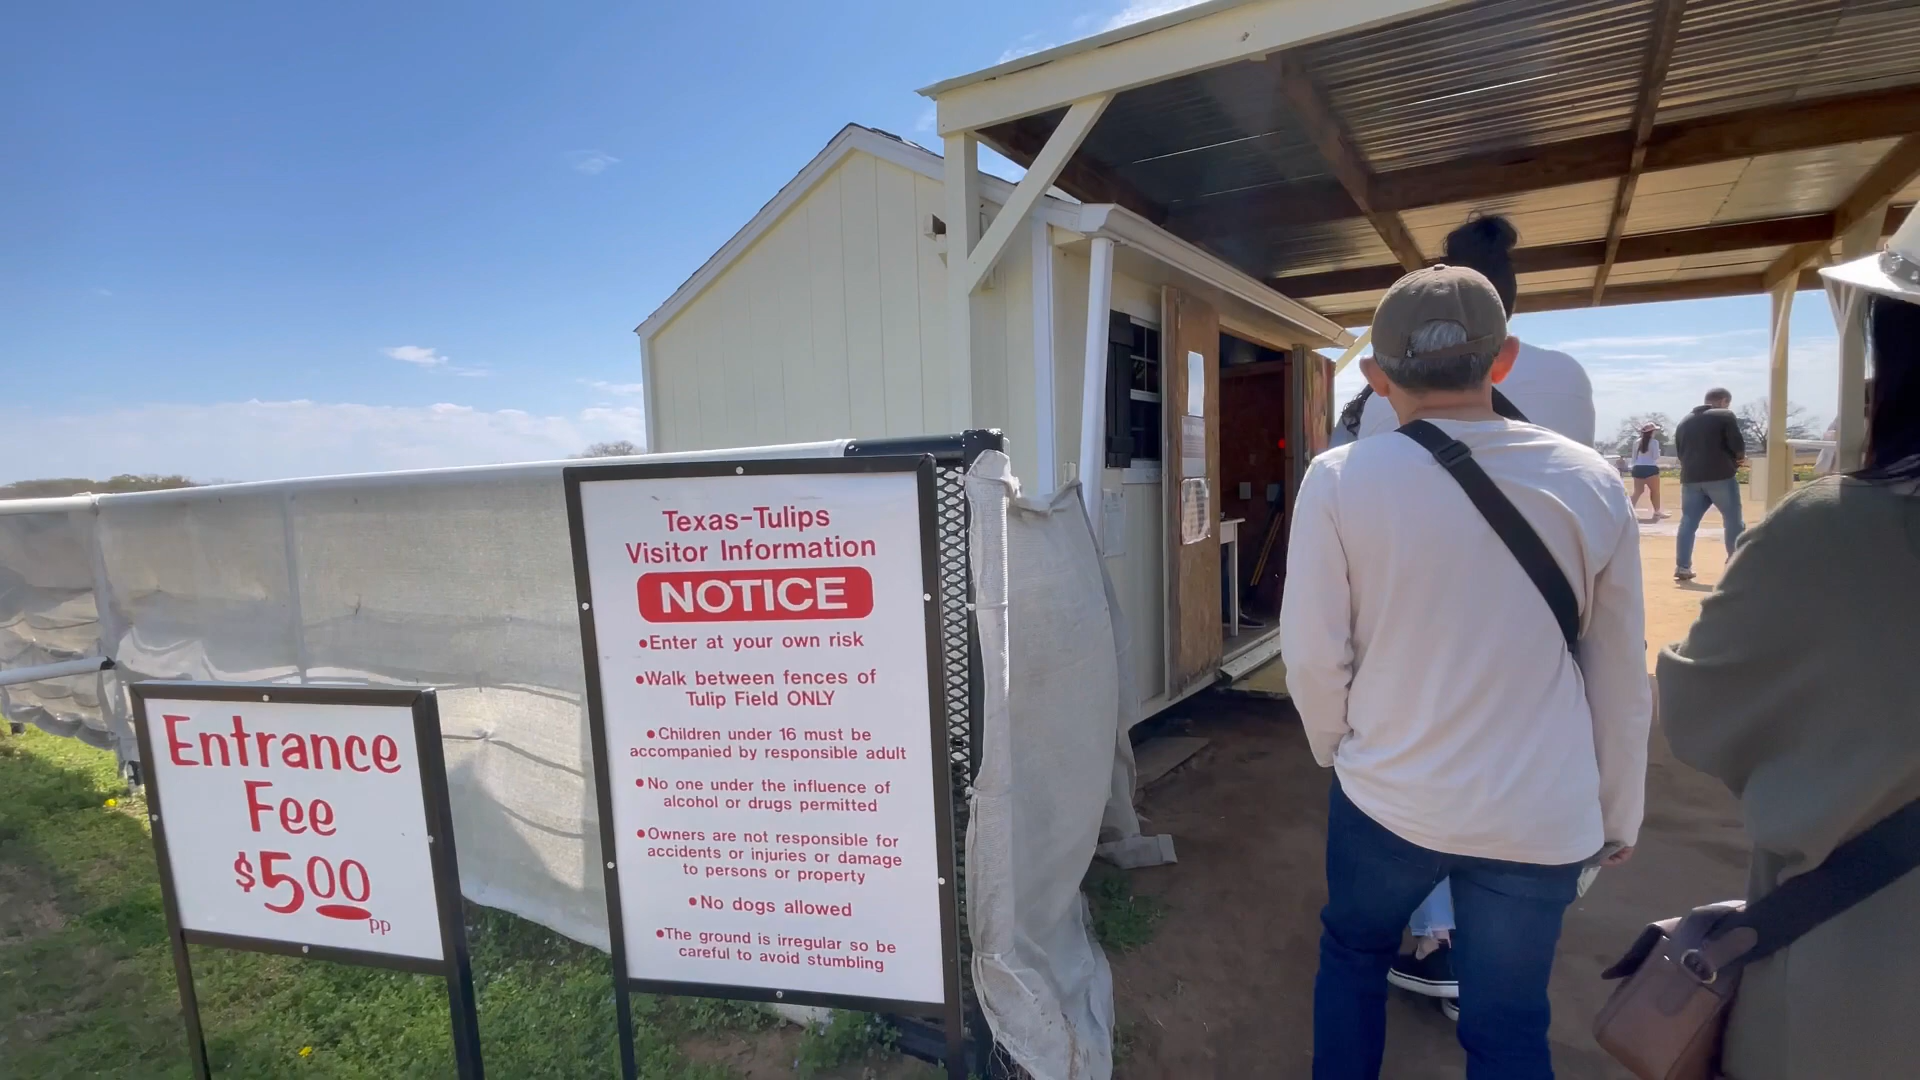 Entrance
Fee
$5.00
pp
Texas-Tulips
Visitor Information
NOTICE
•Enter at your own risk
•Walk between fences of
Tulip Field ONLY
•Children under 16 must be
accompanied by responsible adult
•No one under the influence of
alcohol or drugs permitted
•Owners are not responsible for
accidents or injuries or damage
to persons or property
•No dogs allowed
•The ground is irregular so be
careful to avoid stumbling